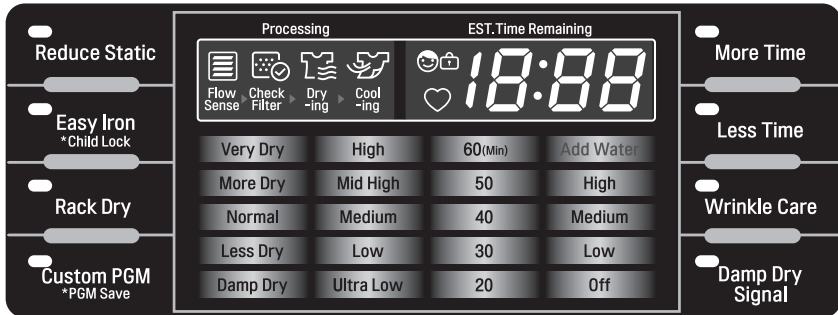 Reduce Static
Easy Iron
*Child Lock
Rack Dry
Custom PGM
*PGM Save
Processing
EST.Time Remaining
Flow Sense
Check Filter
Dry -ing
Cool -ing
18:88
Very Dry High 60(Min) Add Water
More Dry Mid High 50 High
Normal Medium 40 Medium
Less Dry Low 30 Low
Damp Dry Ultra Low 20 Off
More Time
Less Time
Wrinkle Care
Damp Dry
Signal